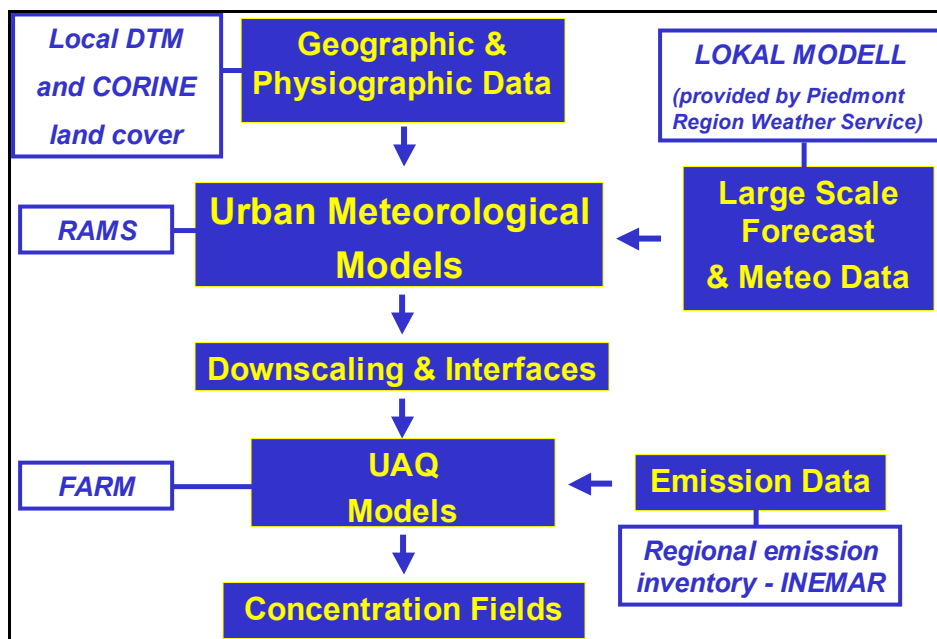 Local DTM
and CORINE
land cover
Geographic &
Physiographic Data
LOKAL MODELL
(provided by Piedmont
Region Weather Service)
RAMS
Urban Meteorological
Models
Large Scale
Forecast
& Meteo Data
Downscaling & Interfaces
FARM
UAQ
Models
Emission Data
Regional emission
inventory - INEMAR
Concentration Fields